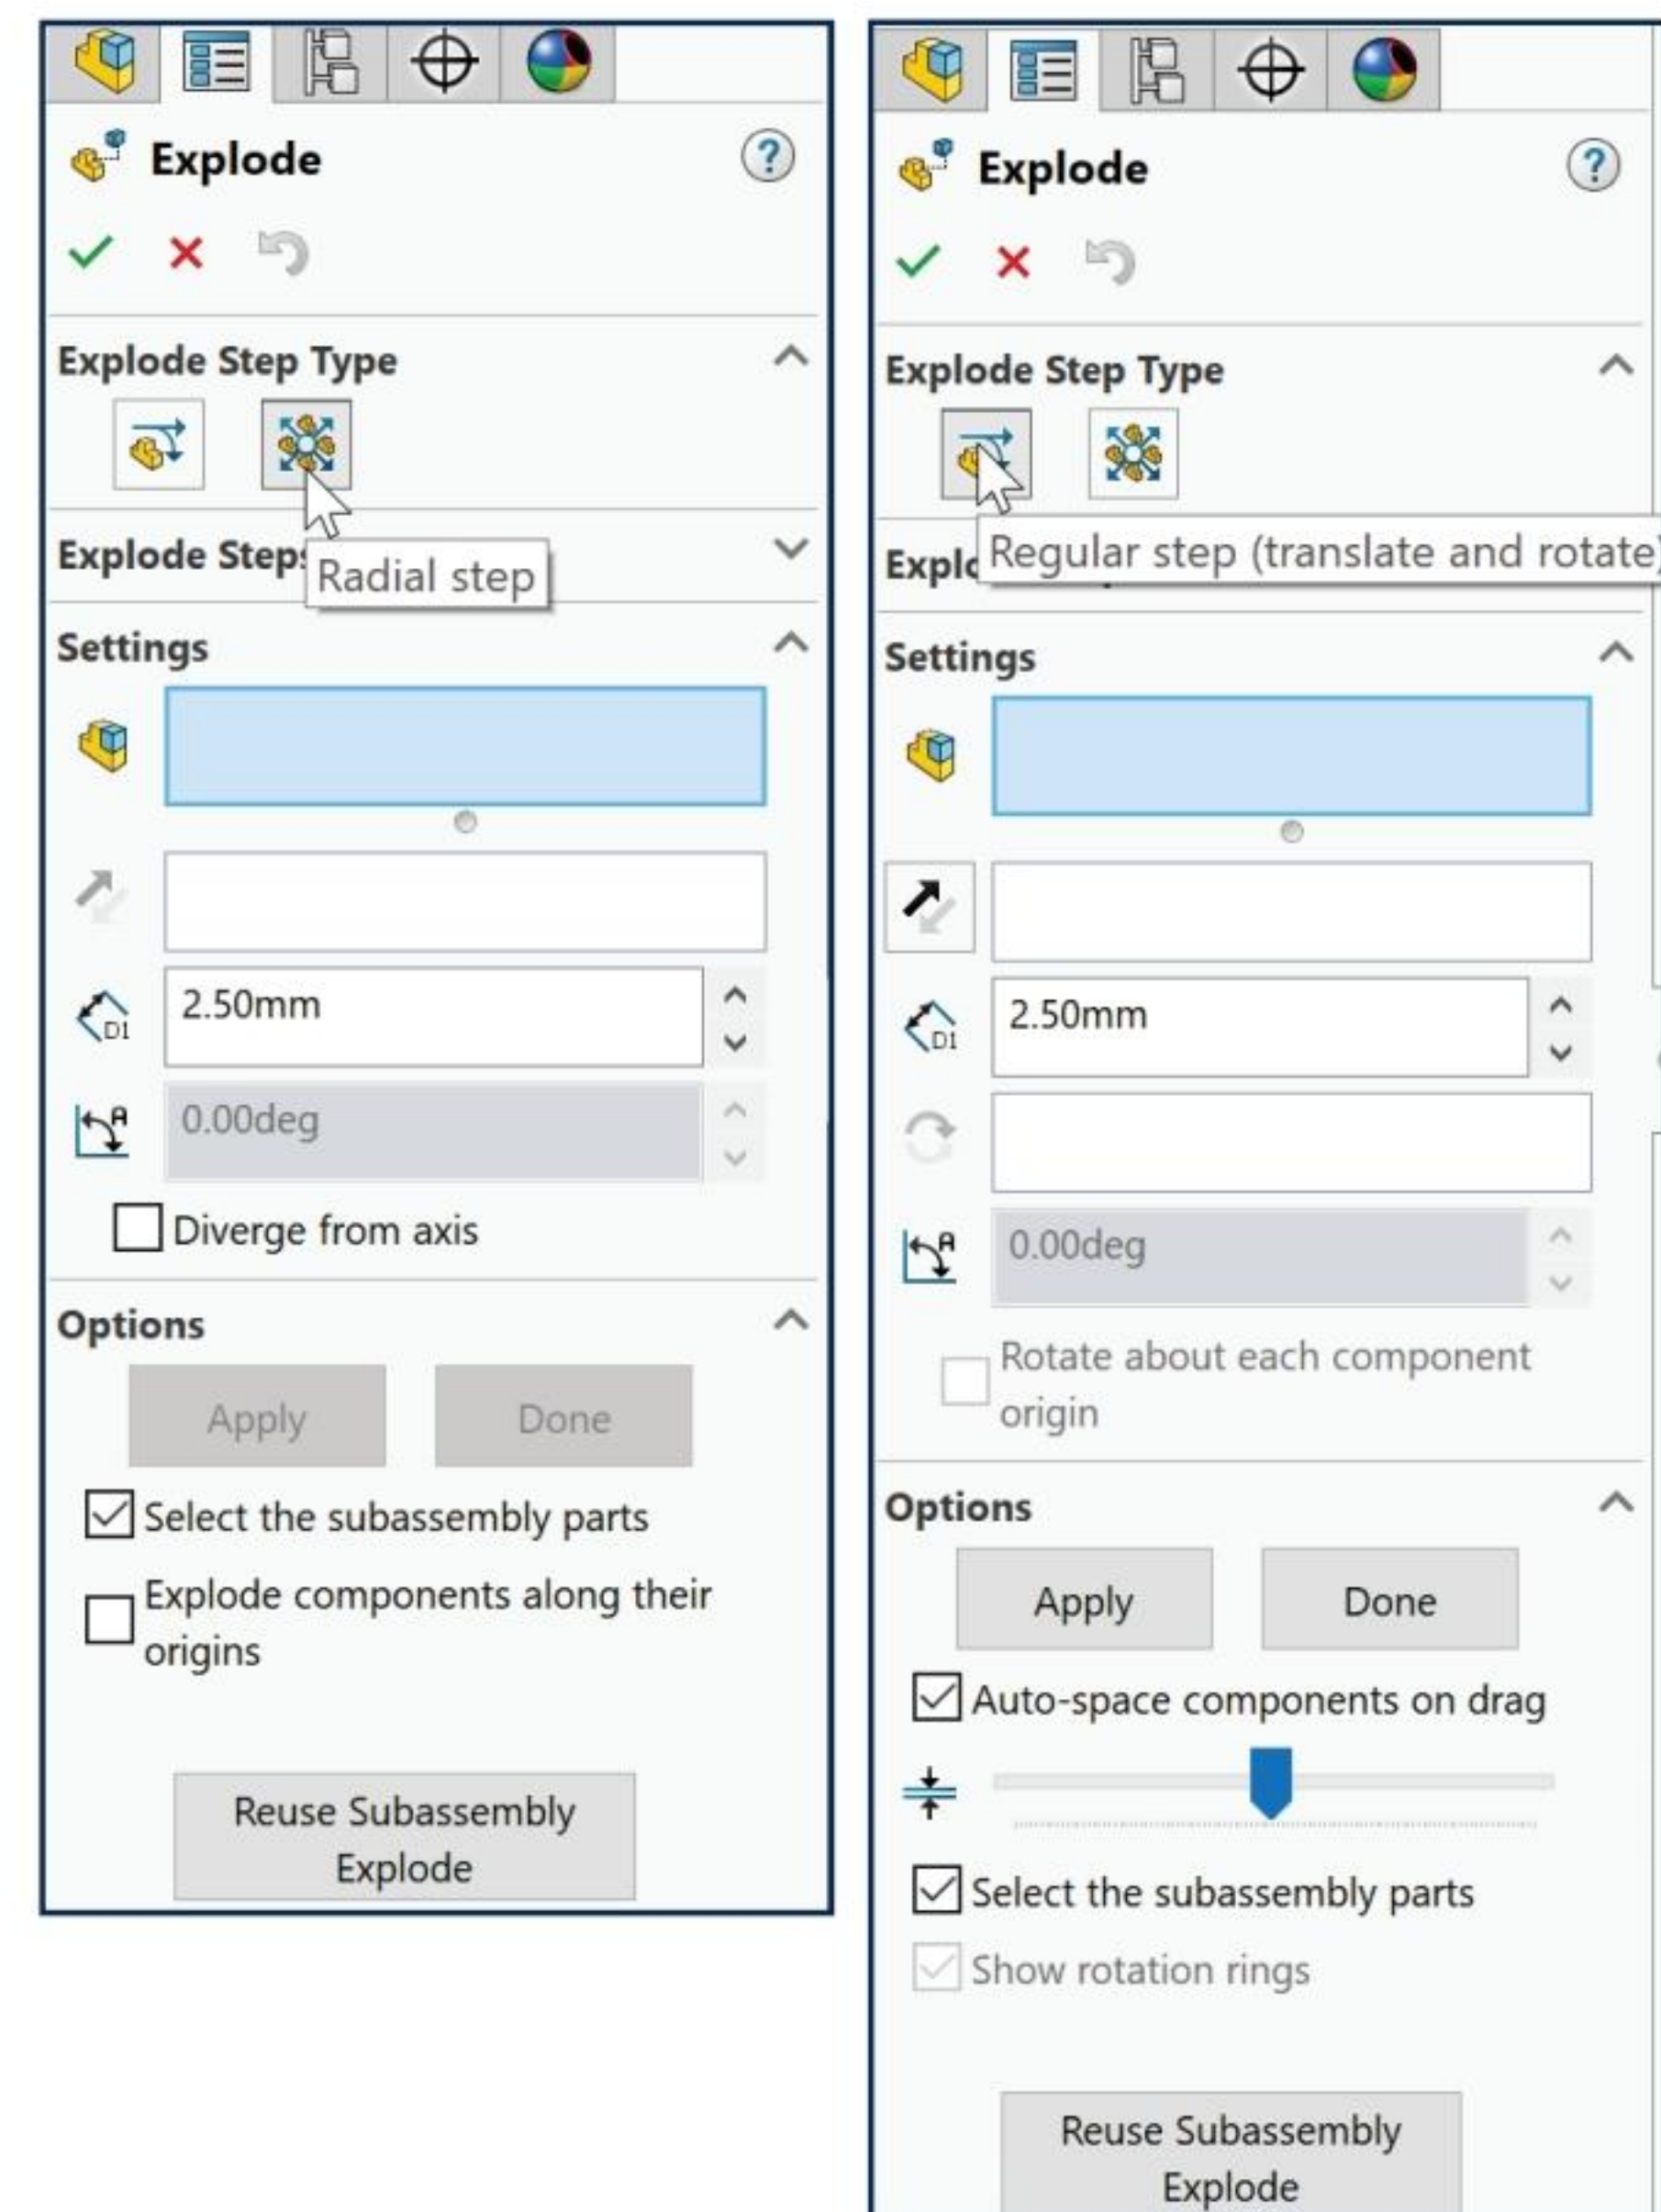 Explode
?
Explode Step Type
Explode Steps
Radial step
Settings
2.50mm
D1
A
0.00deg
Diverge from axis
Options
Apply Done
Select the subassembly parts
Explode components along their
origins
Reuse Subassembly
Explode
Explode
?
Explode Step Type
Regular step (translate and rotate)
Settings
2.50mm
D1
A
0.00deg
Rotate about each component
origin
Options
Apply Done
Auto-space components on drag
Select the subassembly parts
Show rotation rings
Reuse Subassembly
Explode